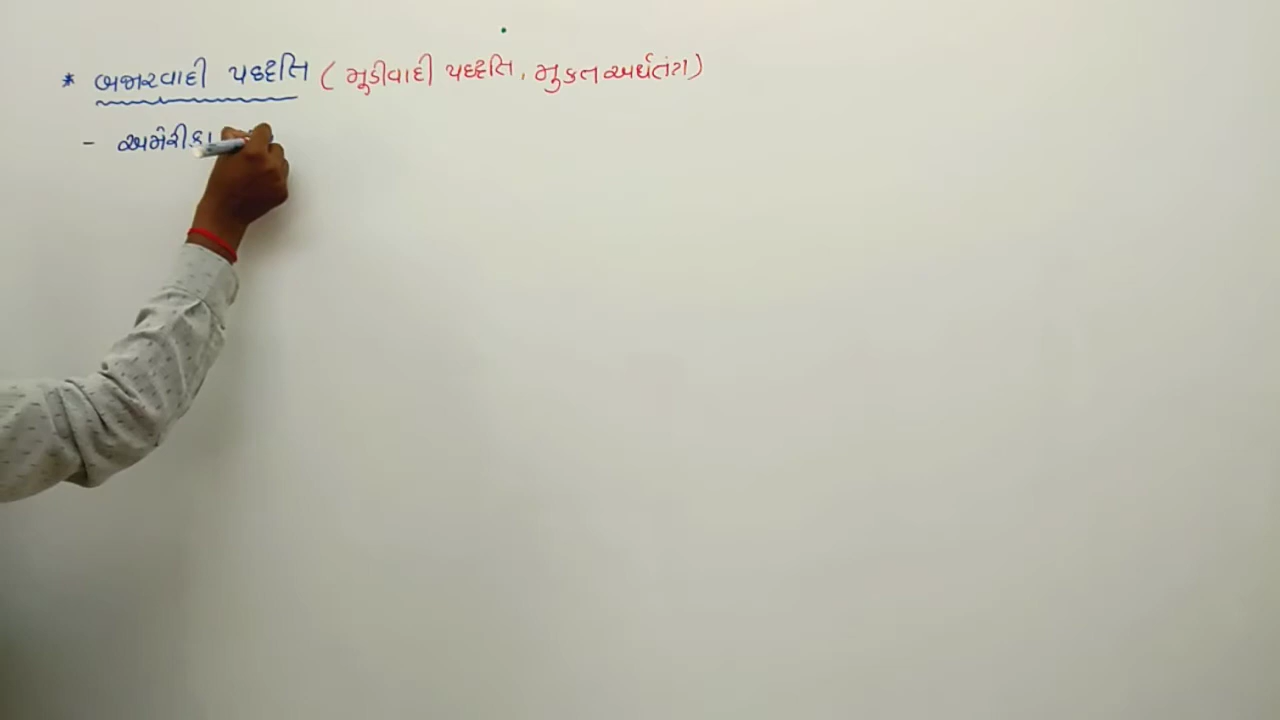 * બજારવાદી પદ્ધતિ ( મૂડીવાદી પદ્ધતિ, મુક્ત અર્થતંત્ર )
- અમેરીકા